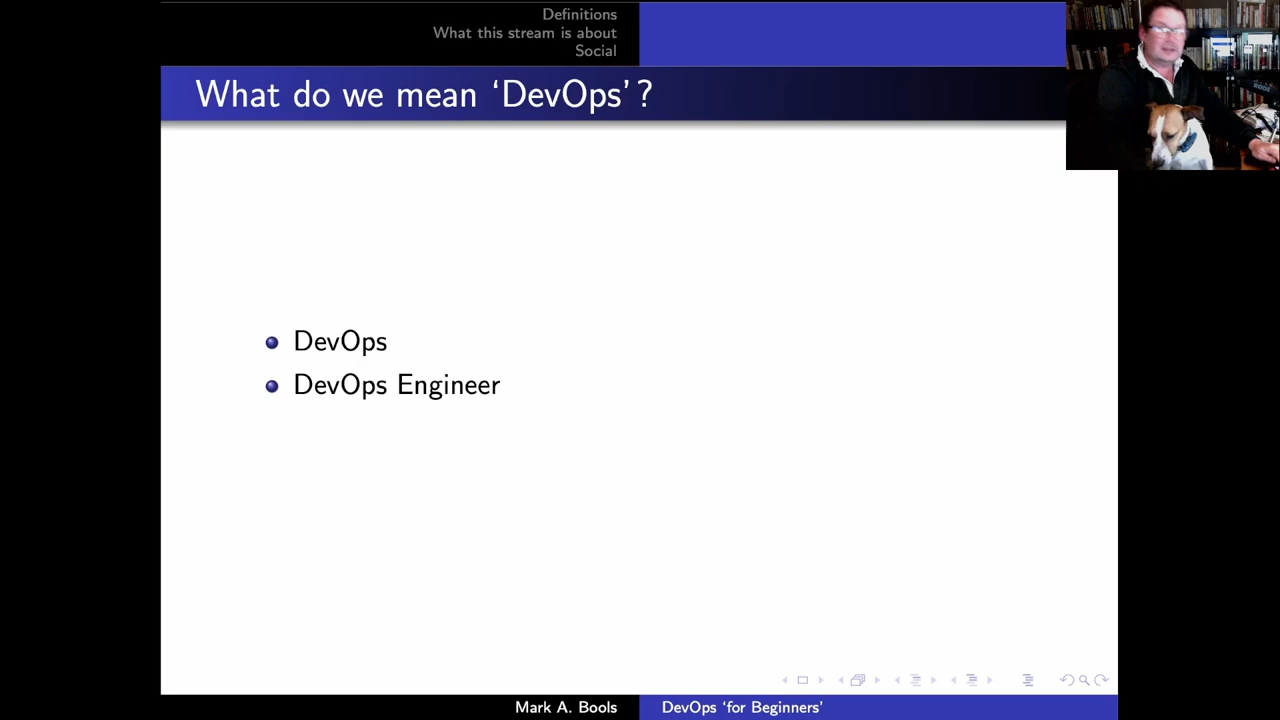 Definitions
What this stream is about
Social
What do we mean ‘DevOps’?
DevOps
DevOps Engineer
Mark A. Bools
DevOps ‘for Beginners’